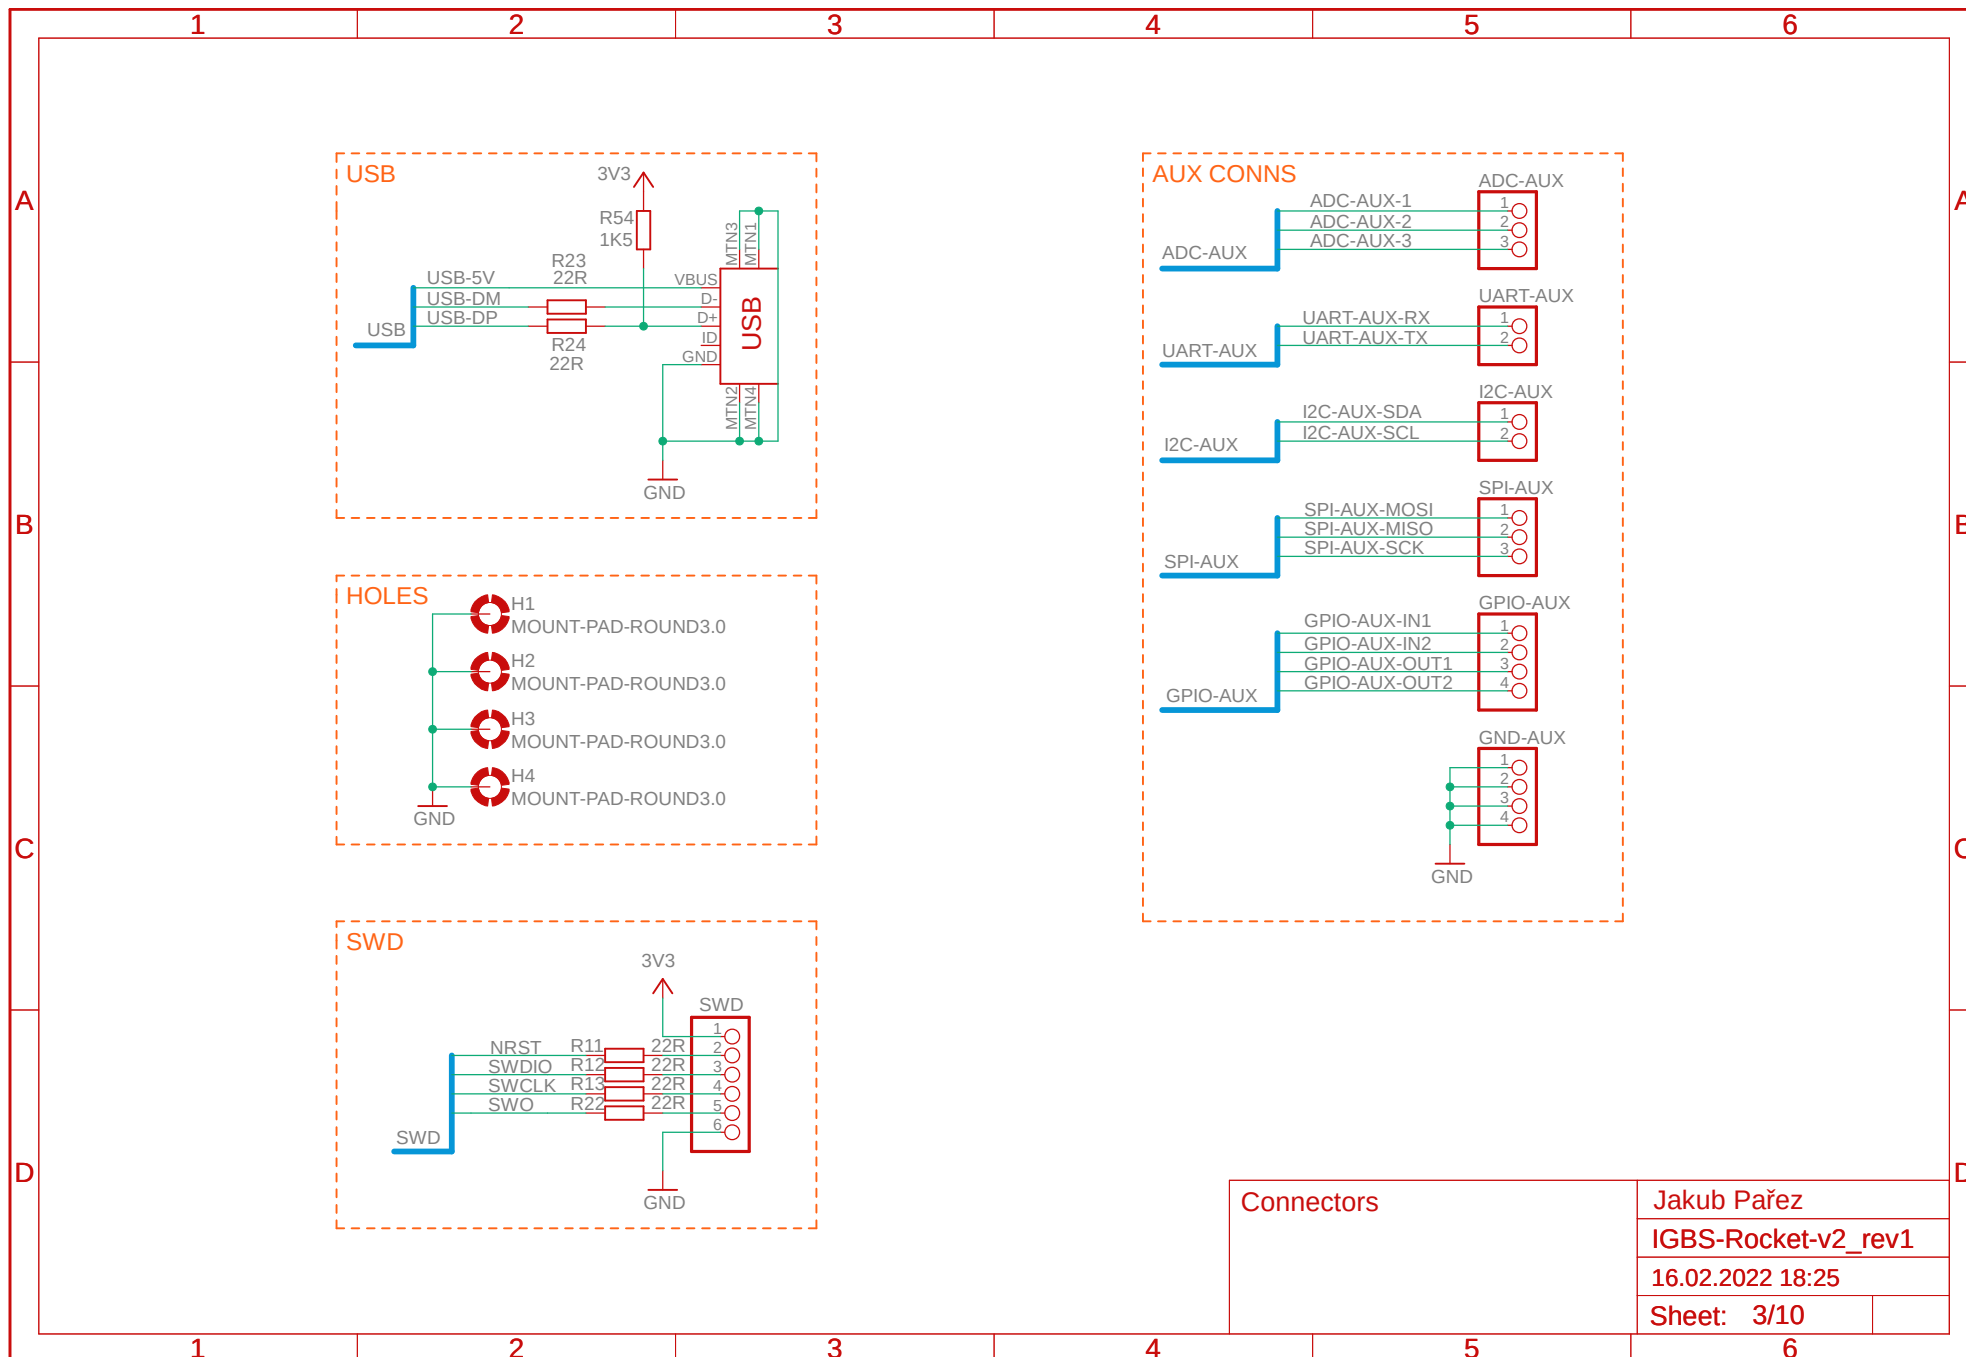 1 2 3 4 5 6
A
B
C
D
USB
3V3
R54
1K5
R23
22R
USB-5V
USB-DM
USB-DP
USB
R24
22R
MTN3
MTN1
VBUS
D-
D+
ID
GND
USB
MTN2
MTN4
GND
HOLES
H1
MOUNT-PAD-ROUND3.0
H2
MOUNT-PAD-ROUND3.0
H3
MOUNT-PAD-ROUND3.0
H4
MOUNT-PAD-ROUND3.0
GND
SWD
3V3
SWD
NRST R11 22R
SWDIO R12 22R
SWCLK R13 22R
SWO R22 22R
1
2
3
4
5
6
SWD
GND
AUX CONNS
ADC-AUX
ADC-AUX-1 1
ADC-AUX-2 2
ADC-AUX-3 3
ADC-AUX
UART-AUX
UART-AUX-RX 1
UART-AUX-TX 2
UART-AUX
I2C-AUX
I2C-AUX-SDA 1
I2C-AUX-SCL 2
I2C-AUX
SPI-AUX
SPI-AUX-MOSI 1
SPI-AUX-MISO 2
SPI-AUX-SCK 3
SPI-AUX
GPIO-AUX
GPIO-AUX-IN1 1
GPIO-AUX-IN2 2
GPIO-AUX-OUT1 3
GPIO-AUX-OUT2 4
GPIO-AUX
GND-AUX
1
2
3
4
GND
A
B
C
D
Connectors
Jakub Pařez
IGBS-Rocket-v2_rev1
16.02.2022 18:25
Sheet: 3/10
1 2 3 4 5 6